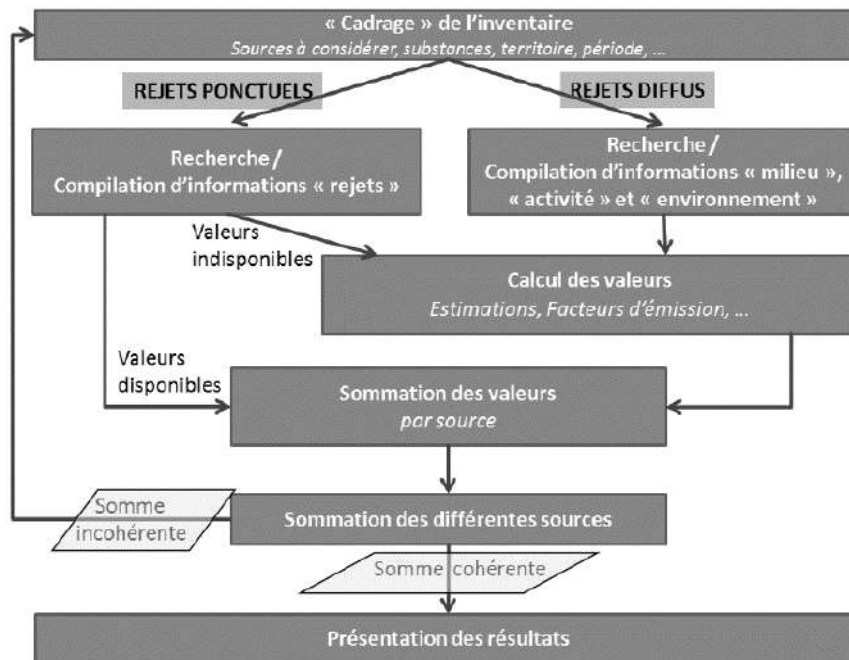 « Cadrage » de l’inventaire
Sources à considérer, substances, territoire, période, ...
REJETS PONCTUELS
REJETS DIFFUS
Recherche/
Compilation d’informations « rejets »
Recherche/
Compilation d’informations « milieu »,
« activité » et « environnement »
Valeurs
indisponibles
Calcul des valeurs
Estimations, Facteurs d’émission, ...
Valeurs
disponibles
Sommation des valeurs
par source
Somme
incohérente
Sommation des différentes sources
Somme cohérente
Présentation des résultats